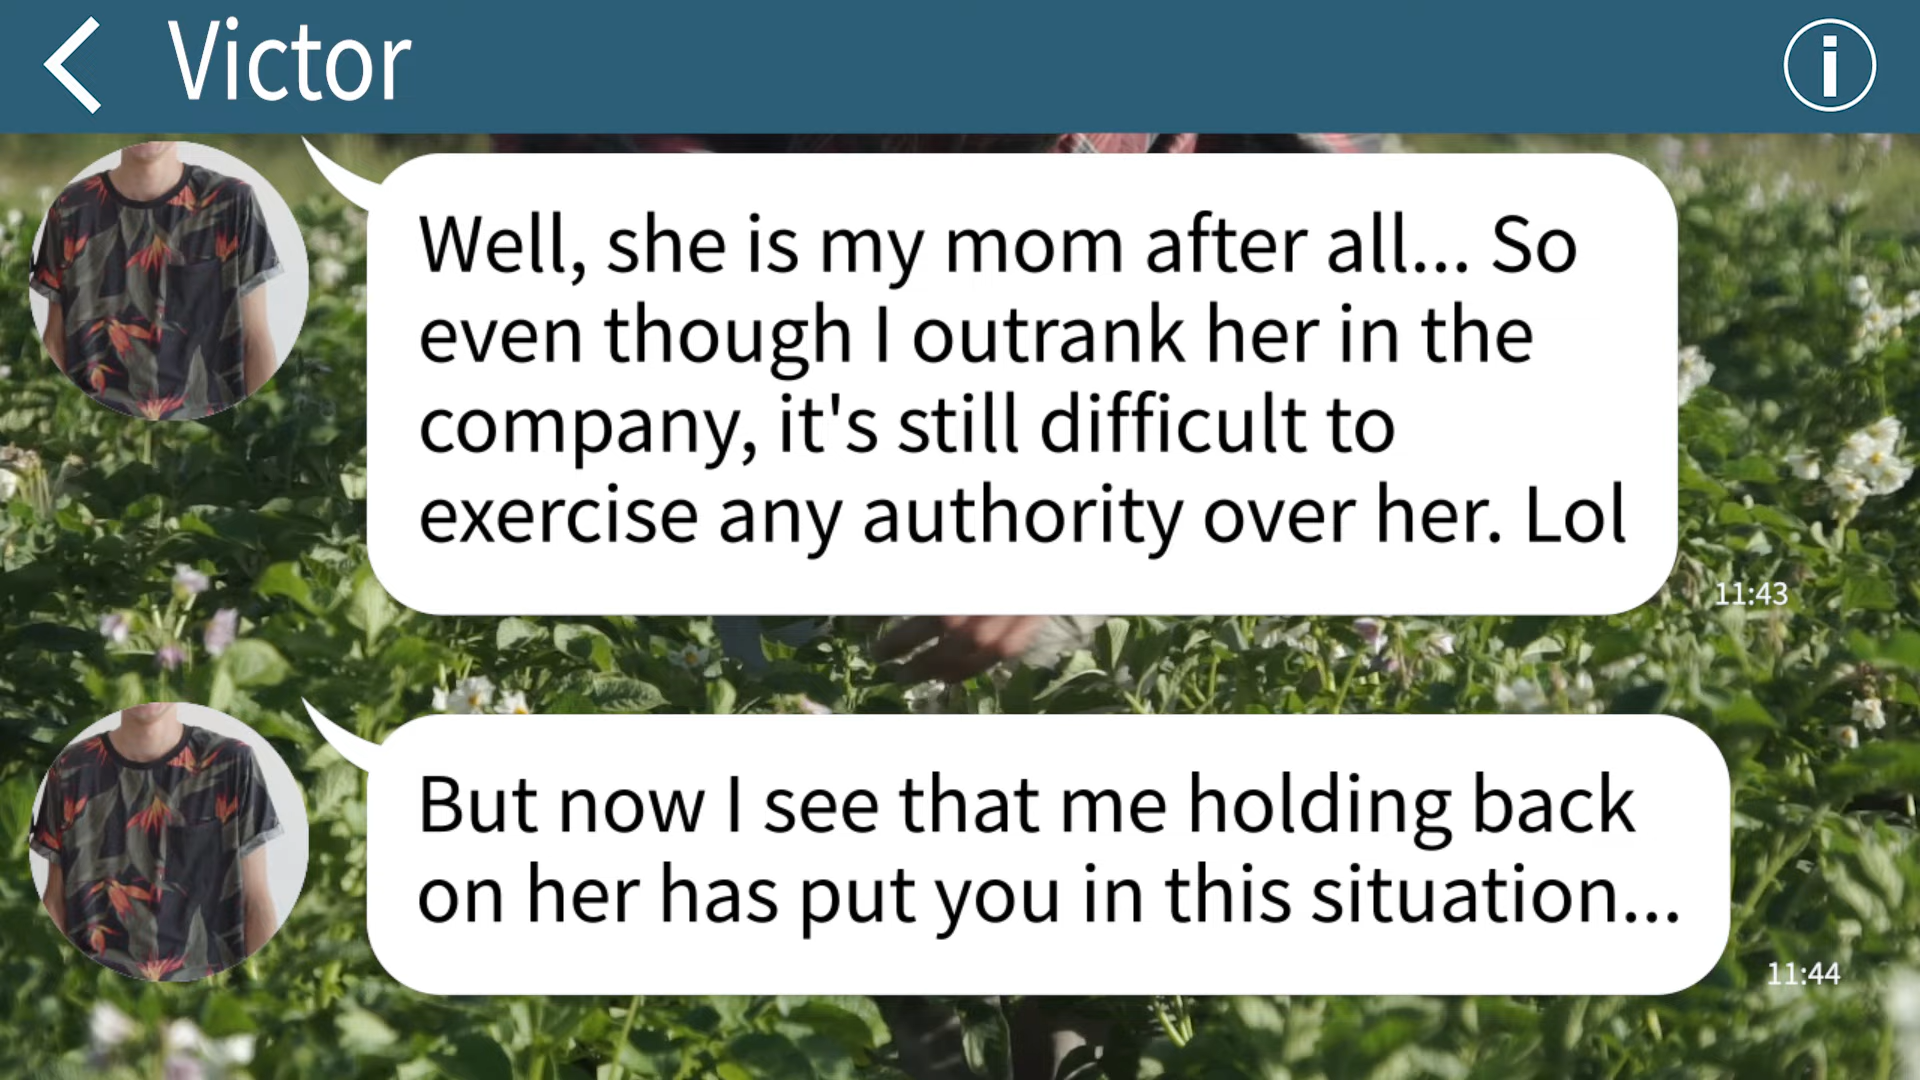 Victor
Well, she is my mom after all... So
even though I outrank her in the
company, it's still difficult to
exercise any authority over her. Lol
11:43
But now I see that me holding back
on her has put you in this situation...
11:44